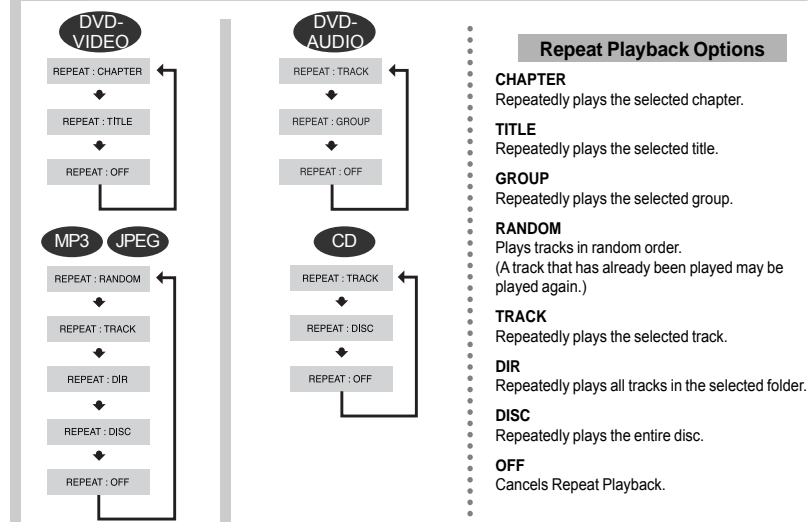 DVD-
VIDEO
REPEAT : CHAPTER
REPEAT : TITLE
REPEAT : OFF
DVD-
AUDIO
REPEAT : TRACK
REPEAT : GROUP
REPEAT : OFF
MP3 JPEG
REPEAT : RANDOM
REPEAT : TRACK
REPEAT : DIR
REPEAT : DISC
REPEAT : OFF
CD
REPEAT : TRACK
REPEAT : DISC
REPEAT : OFF
Repeat Playback Options
CHAPTER
Repeatedly plays the selected chapter.
TITLE
Repeatedly plays the selected title.
GROUP
Repeatedly plays the selected group.
RANDOM
Plays tracks in random order.
(A track that has already been played may be
played again.)
TRACK
Repeatedly plays the selected track.
DIR
Repeatedly plays all tracks in the selected folder.
DISC
Repeatedly plays the entire disc.
OFF
Cancels Repeat Playback.